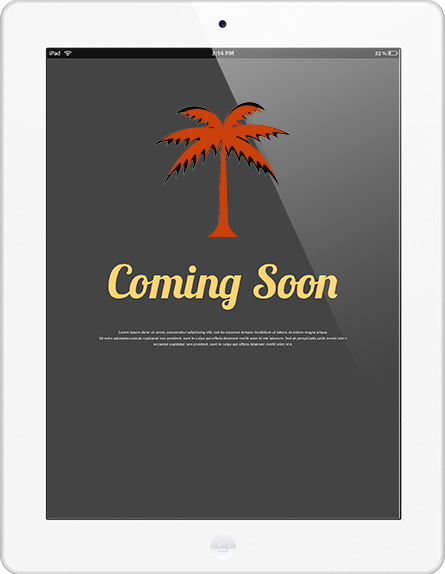 iPad 3:14 PM 32%
Coming Soon
Lorem ipsum dolor sit amet, consectetur adipisicing elit, sed do eiusmod tempor incididunt ut labore et dolore magna aliqua.
Ut enim cupidatat non proident, sunt in culpa qui officia deserunt mollit anim id est laborum. Sed ut perspiciatis unde omnis iste n
occaecat cupidatat non proident, sunt in culpa qui officia deserunt mollit anim id e